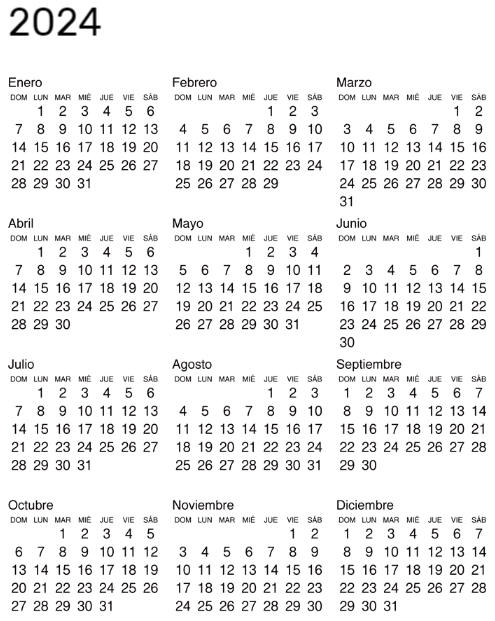 2024
Enero
DOM LUN MAR MIÉ JUE VIE SÁB
1 2 3 4 5 6
7 8 9 10 11 12 13
14 15 16 17 18 19 20
21 22 23 24 25 26 27
28 29 30 31
Febrero
DOM LUN MAR MIÉ JUE VIE SÁB
1 2 3
4 5 6 7 8 9 10
11 12 13 14 15 16 17
18 19 20 21 22 23 24
25 26 27 28 29
Marzo
DOM LUN MAR MIÉ JUE VIE SÁB
1 2
3 4 5 6 7 8 9
10 11 12 13 14 15 16
17 18 19 20 21 22 23
24 25 26 27 28 29 30
31
Abril
DOM LUN MAR MIÉ JUE VIE SÁB
1 2 3 4 5 6
7 8 9 10 11 12 13
14 15 16 17 18 19 20
21 22 23 24 25 26 27
28 29 30
Mayo
DOM LUN MAR MIÉ JUE VIE SÁB
1 2 3 4
5 6 7 8 9 10 11
12 13 14 15 16 17 18
19 20 21 22 23 24 25
26 27 28 29 30 31
Junio
DOM LUN MAR MIÉ JUE VIE SÁB
1
2 3 4 5 6 7 8
9 10 11 12 13 14 15
16 17 18 19 20 21 22
23 24 25 26 27 28 29
30
Julio
DOM LUN MAR MIÉ JUE VIE SÁB
1 2 3 4 5 6
7 8 9 10 11 12 13
14 15 16 17 18 19 20
21 22 23 24 25 26 27
28 29 30 31
Agosto
DOM LUN MAR MIÉ JUE VIE SÁB
1 2 3
4 5 6 7 8 9 10
11 12 13 14 15 16 17
18 19 20 21 22 23 24
25 26 27 28 29 30 31
Septiembre
DOM LUN MAR MIÉ JUE VIE SÁB
1 2 3 4 5 6 7
8 9 10 11 12 13 14
15 16 17 18 19 20 21
22 23 24 25 26 27 28
29 30
Octubre
DOM LUN MAR MIÉ JUE VIE SÁB
1 2 3 4 5
6 7 8 9 10 11 12
13 14 15 16 17 18 19
20 21 22 23 24 25 26
27 28 29 30 31
Noviembre
DOM LUN MAR MIÉ JUE VIE SÁB
1 2
3 4 5 6 7 8 9
10 11 12 13 14 15 16
17 18 19 20 21 22 23
24 25 26 27 28 29 30
Diciembre
DOM LUN MAR MIÉ JUE VIE SÁB
1 2 3 4 5 6 7
8 9 10 11 12 13 14
15 16 17 18 19 20 21
22 23 24 25 26 27 28
29 30 31